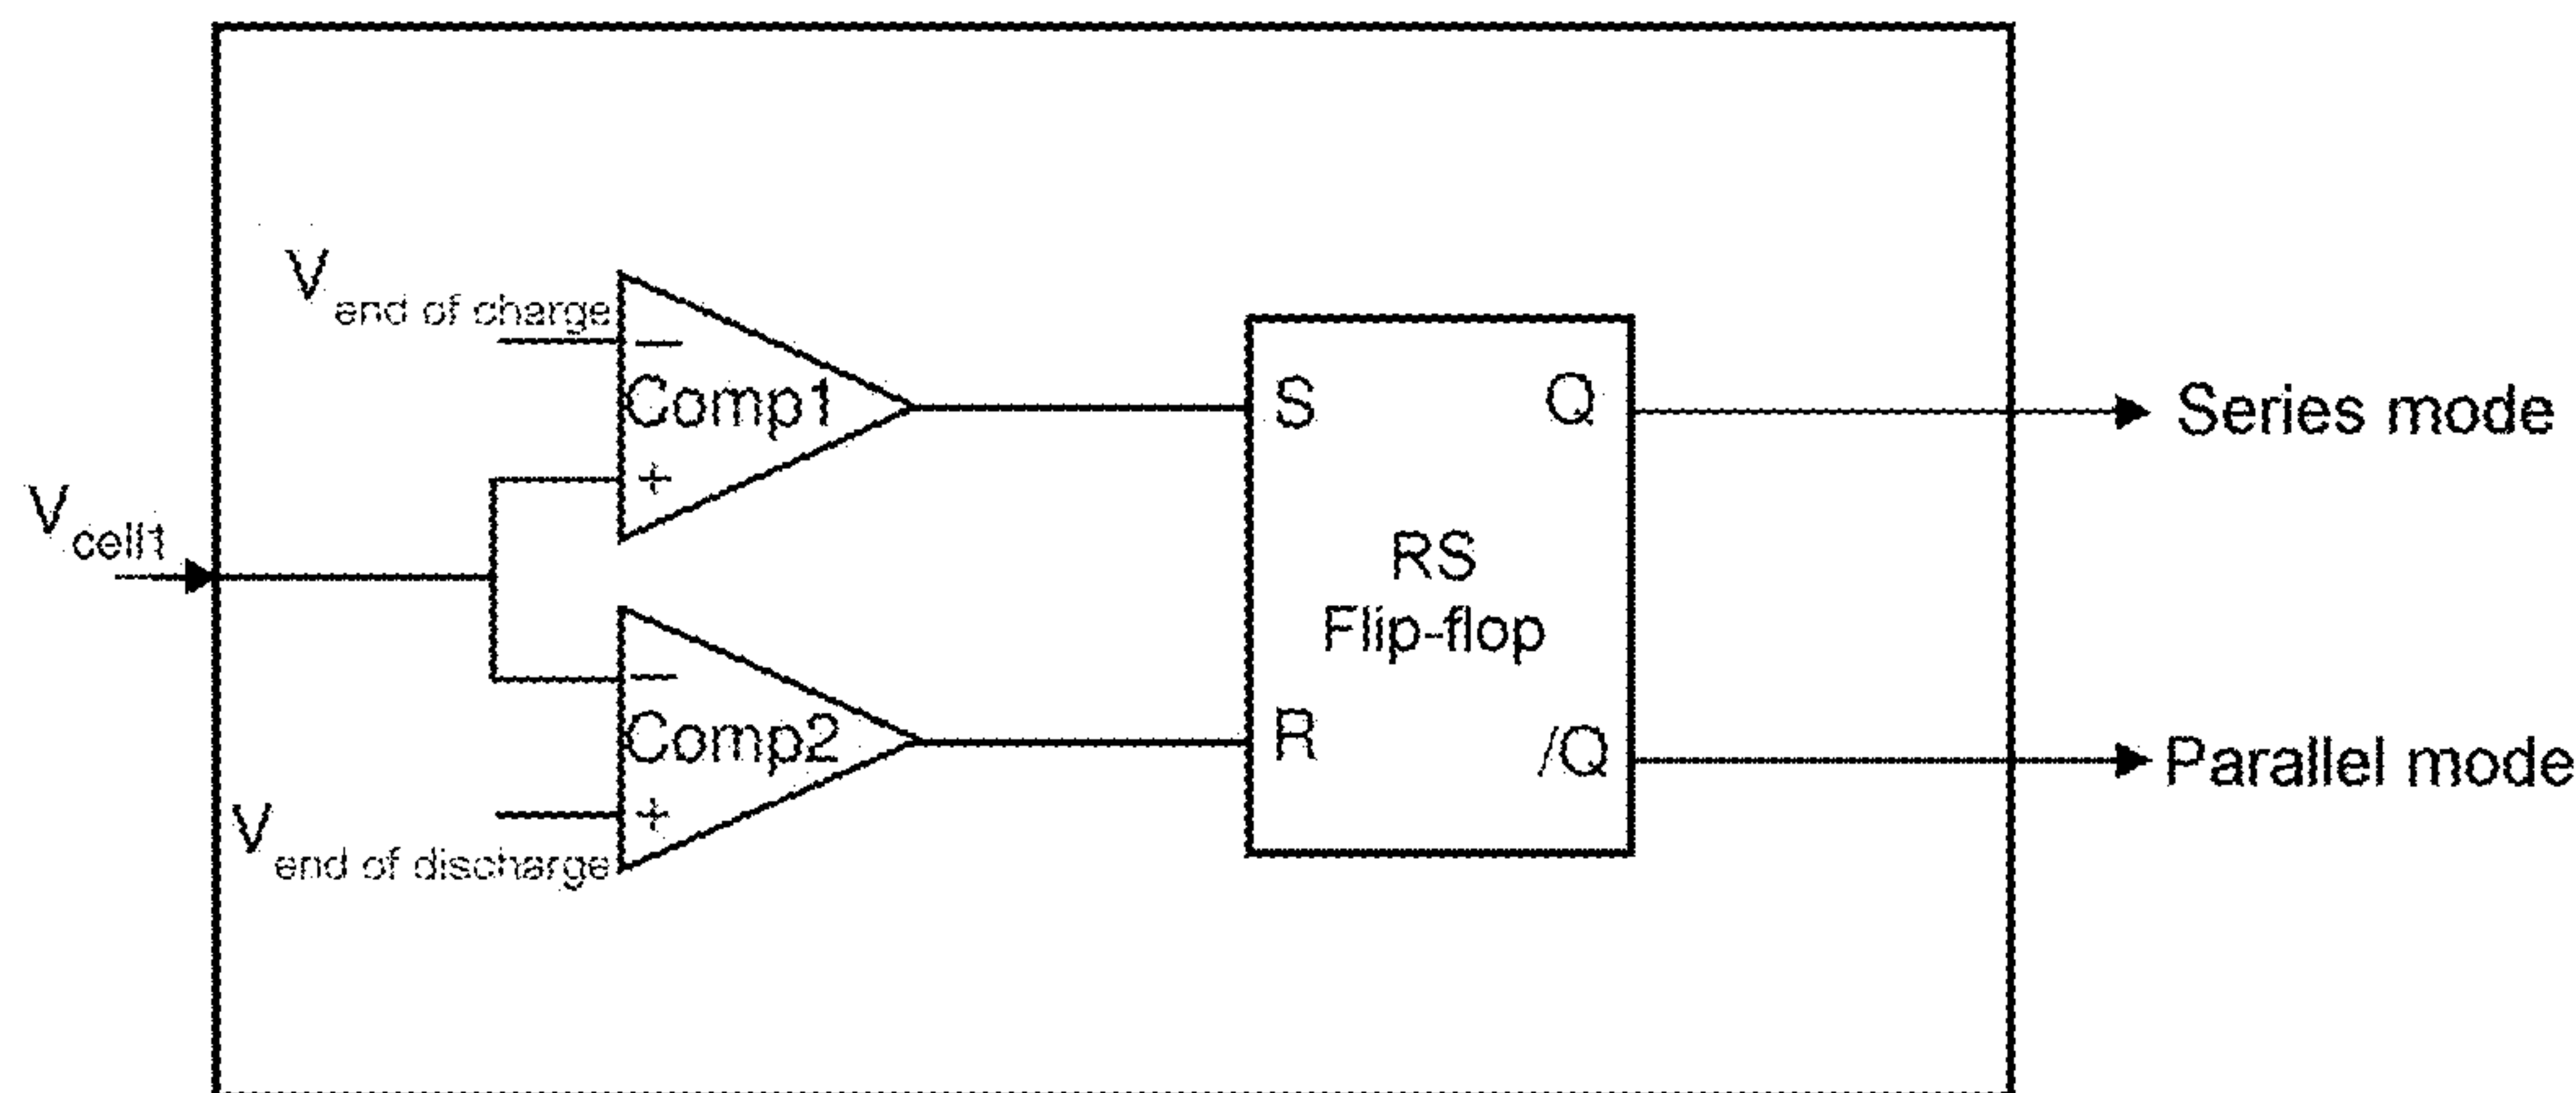 V end of charge
−
Comp1
+
V cell1
−
Comp2
+
V end of discharge
S
Q
RS
Flip-flop
R
/Q
Series mode
Parallel mode